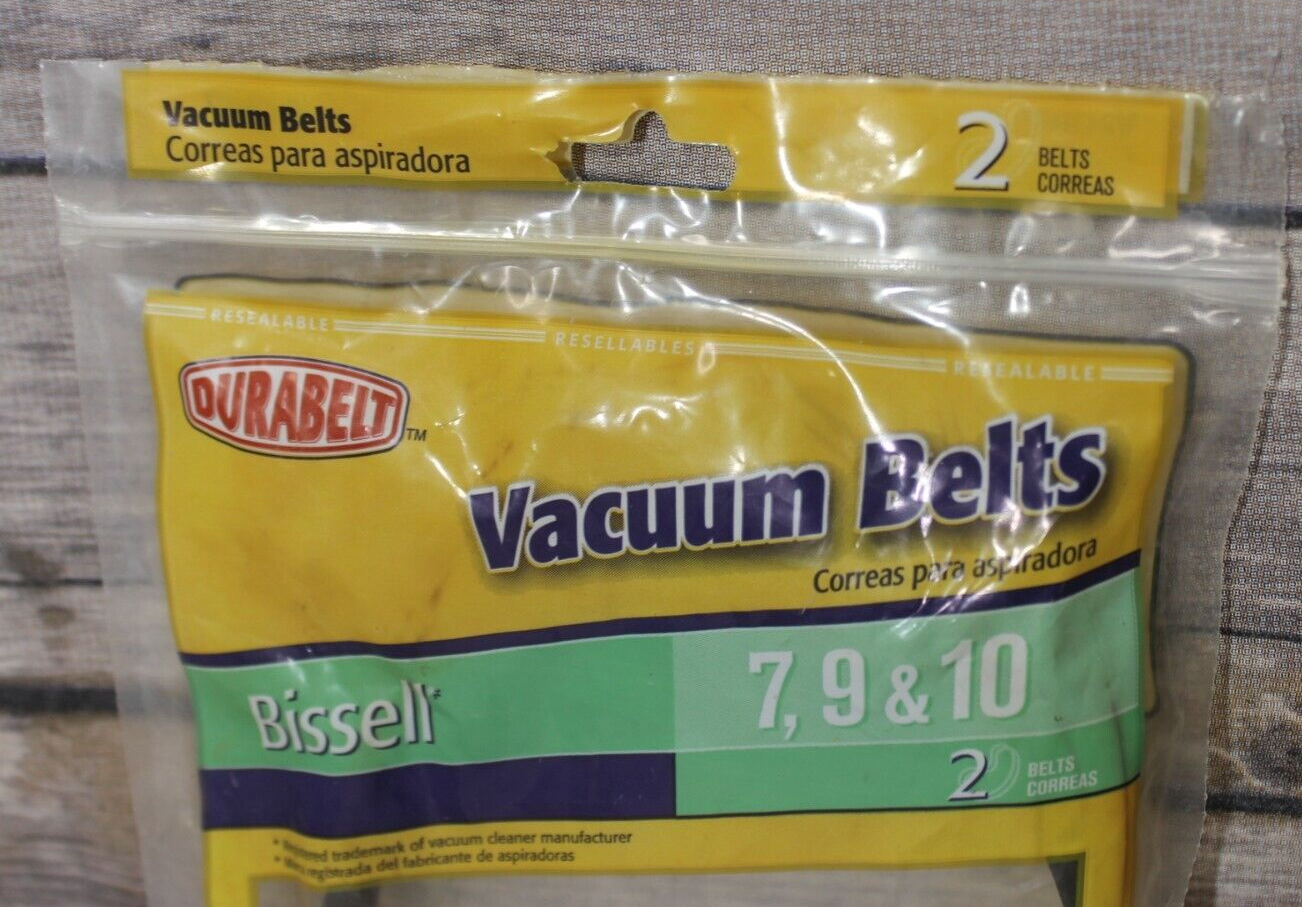 Vacuum Belts
Correas para aspiradora
2 BELTS
CORREAS
RESEALABLE RESELLABLES RESEALABLE
DURABELT™
Vacuum Belts
Correas para aspiradora
Bissell*
7, 9 & 10
2 BELTS
CORREAS
• trademark of vacuum cleaner manufacturer
• registrada del fabricante de aspiradoras